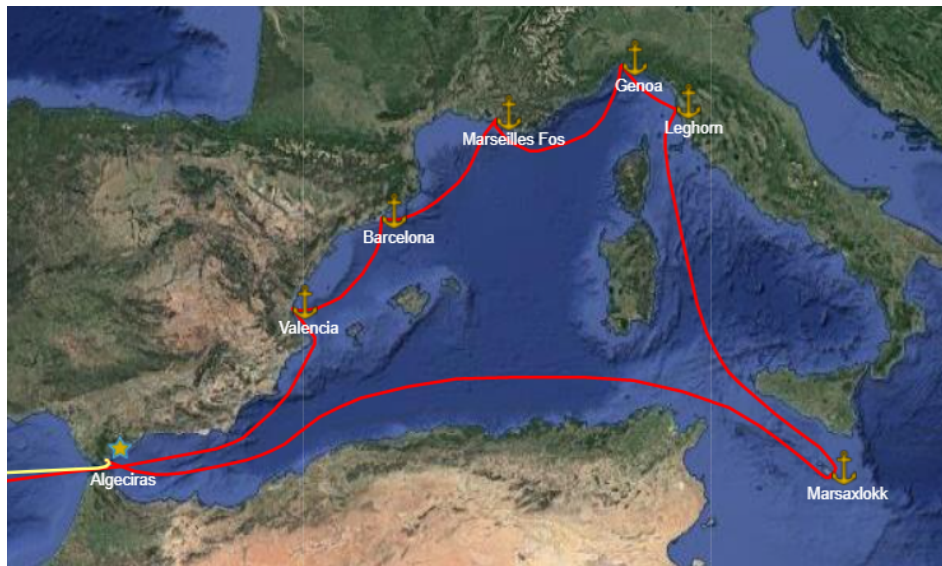 Genoa
Leghorn
Marseilles Fos
Barcelona
Valencia
Algeciras
Marsaxlokk